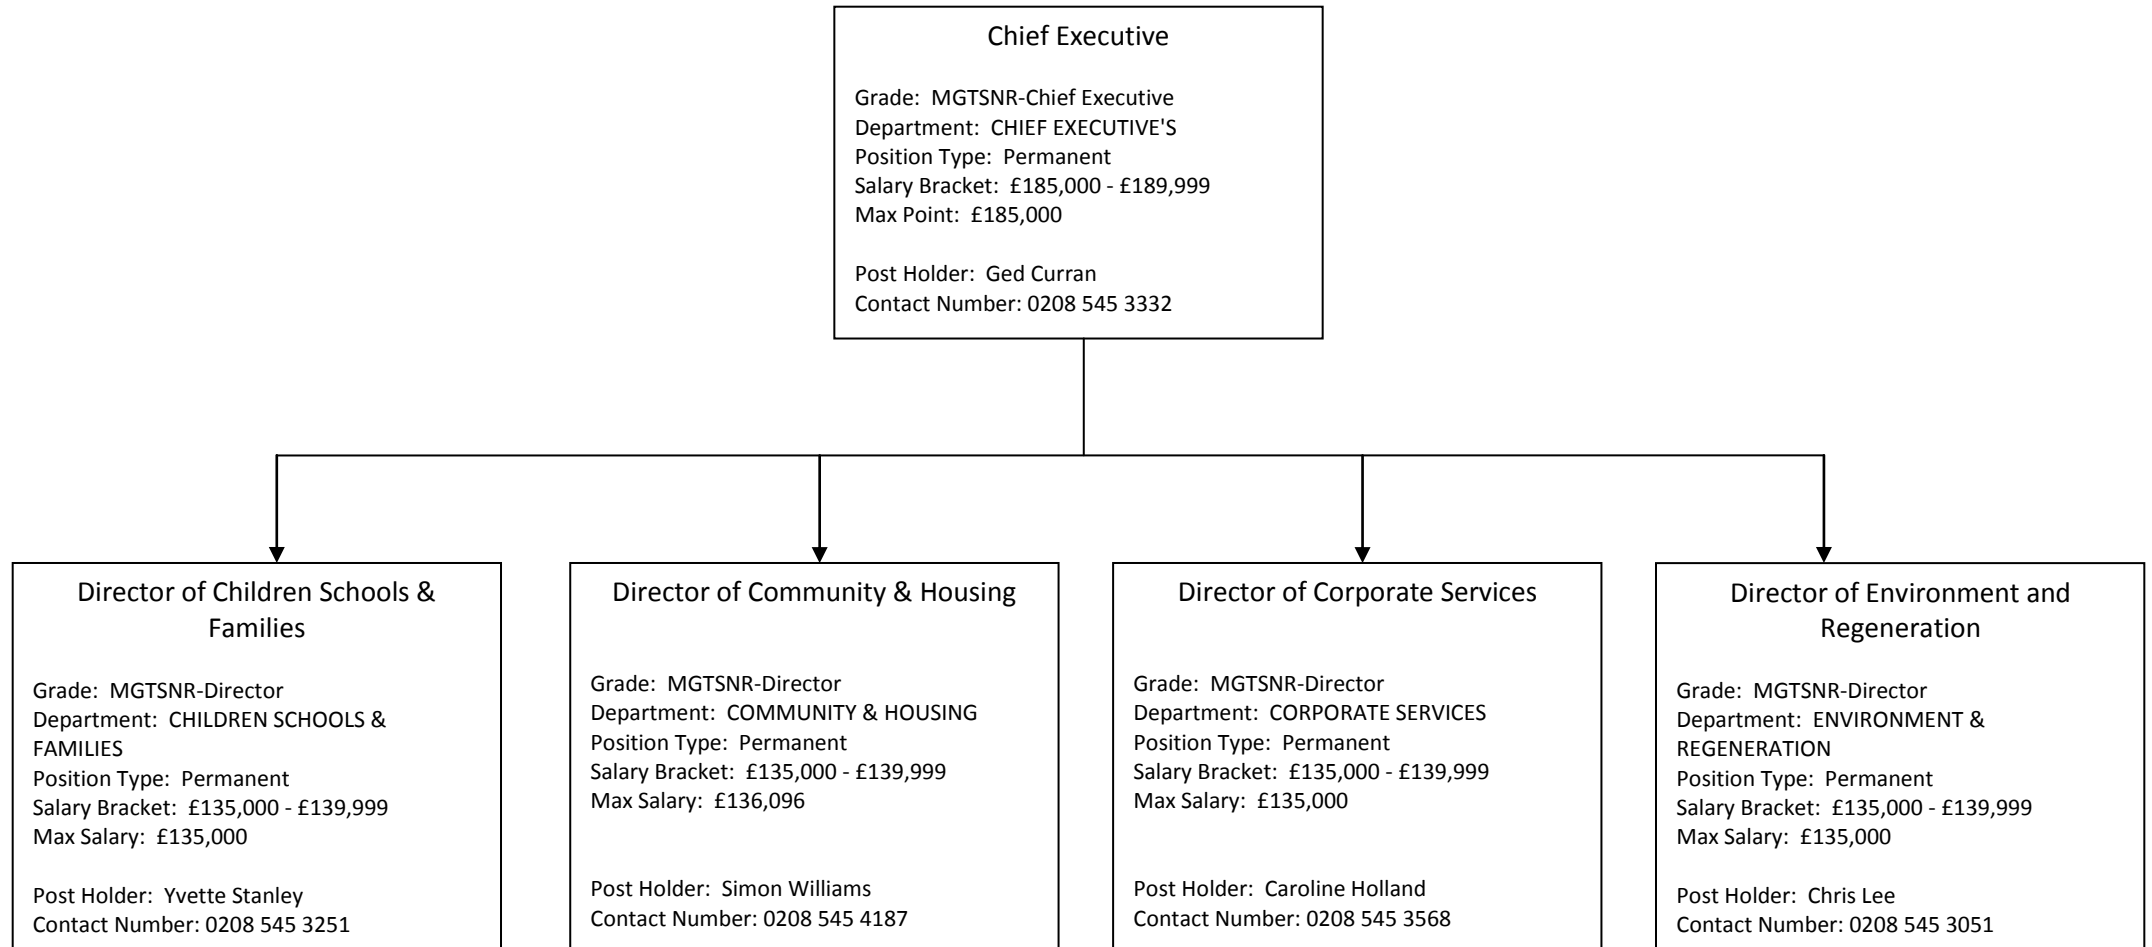 Chief Executive
Grade:  MGTSNR-Chief Executive
Department:  CHIEF EXECUTIVE'S
Position Type:  Permanent
Salary Bracket:  £185,000 - £189,999
Max Point:  £185,000
Post Holder:  Ged Curran
Contact Number: 0208 545 3332
Director of Children Schools &
Families
Grade:  MGTSNR-Director
Department:  CHILDREN SCHOOLS &
FAMILIES
Position Type:  Permanent
Salary Bracket:  £135,000 - £139,999
Max Salary:  £135,000
Post Holder:  Yvette Stanley
Contact Number: 0208 545 3251
Director of Community & Housing
Grade:  MGTSNR-Director
Department:  COMMUNITY & HOUSING
Position Type:  Permanent
Salary Bracket:  £135,000 - £139,999
Max Salary:  £136,096
Post Holder:  Simon Williams
Contact Number: 0208 545 4187
Director of Corporate Services
Grade:  MGTSNR-Director
Department:  CORPORATE SERVICES
Position Type:  Permanent
Salary Bracket:  £135,000 - £139,999
Max Salary:  £135,000
Post Holder:  Caroline Holland
Contact Number: 0208 545 3568
Director of Environment and
Regeneration
Grade:  MGTSNR-Director
Department:  ENVIRONMENT &
REGENERATION
Position Type:  Permanent
Salary Bracket:  £135,000 - £139,999
Max Salary:  £135,000
Post Holder:  Chris Lee
Contact Number: 0208 545 3051